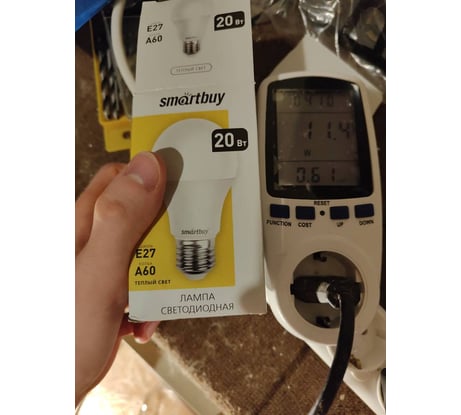 E27
A60
20 Вт
ТЕПЛЫЙ СВЕТ
smartbuy
20 Вт
smartbuy
E27
A60
ТЕПЛЫЙ СВЕТ
ЛАМПА
СВЕТОДИОДНАЯ
11.4
W
0.61
RESET
FUNCTION COST UP DOWN